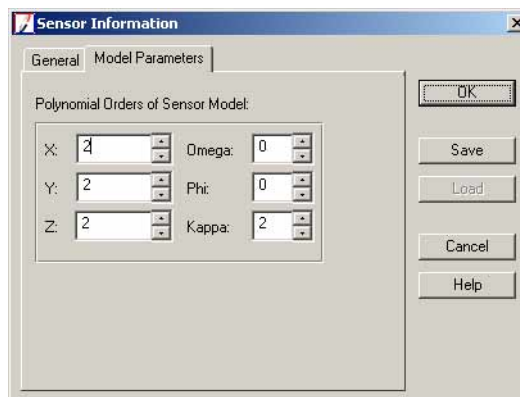 Sensor Information
General
Model Parameters
Polynomial Orders of Sensor Model:
X: 2 Omega: 0
Y: 2 Phi: 0
Z: 2 Kappa: 2
OK
Save
Load
Cancel
Help